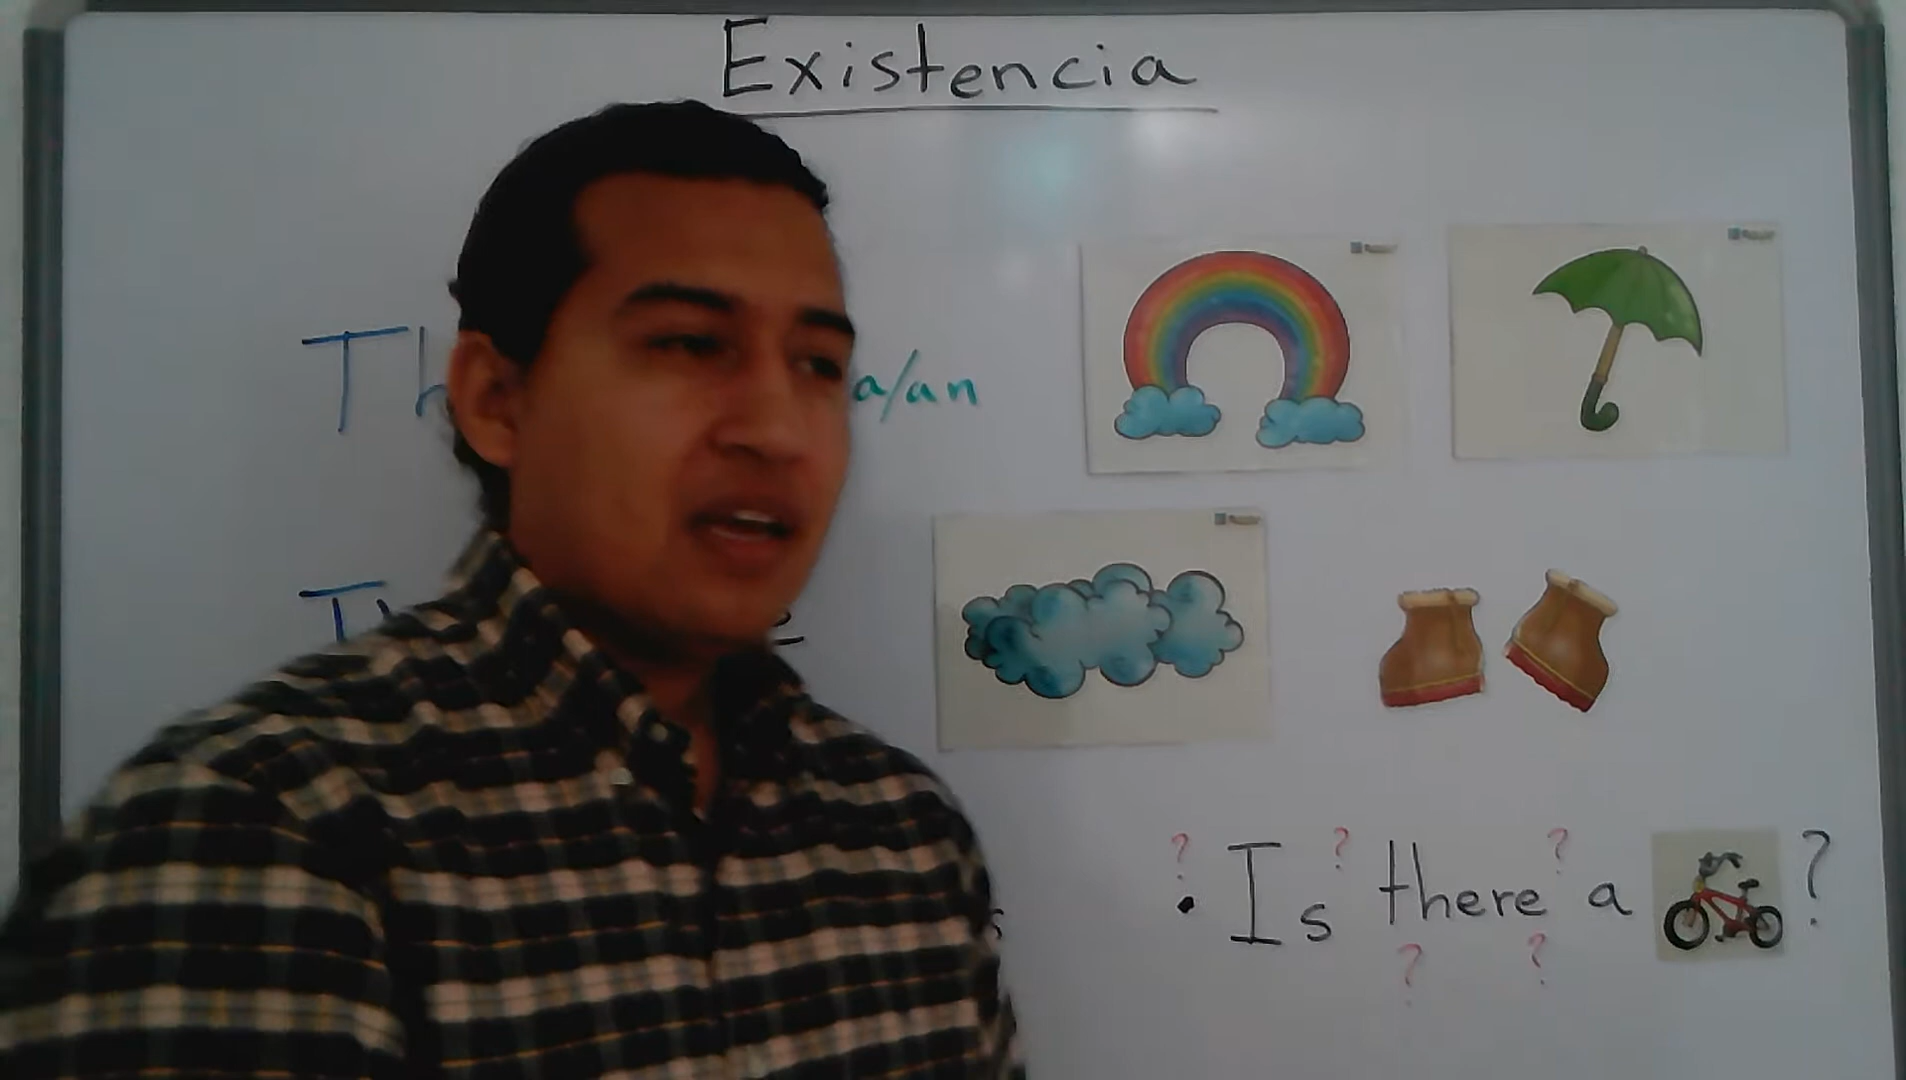 Existencia
Th a/an
Is there a ?